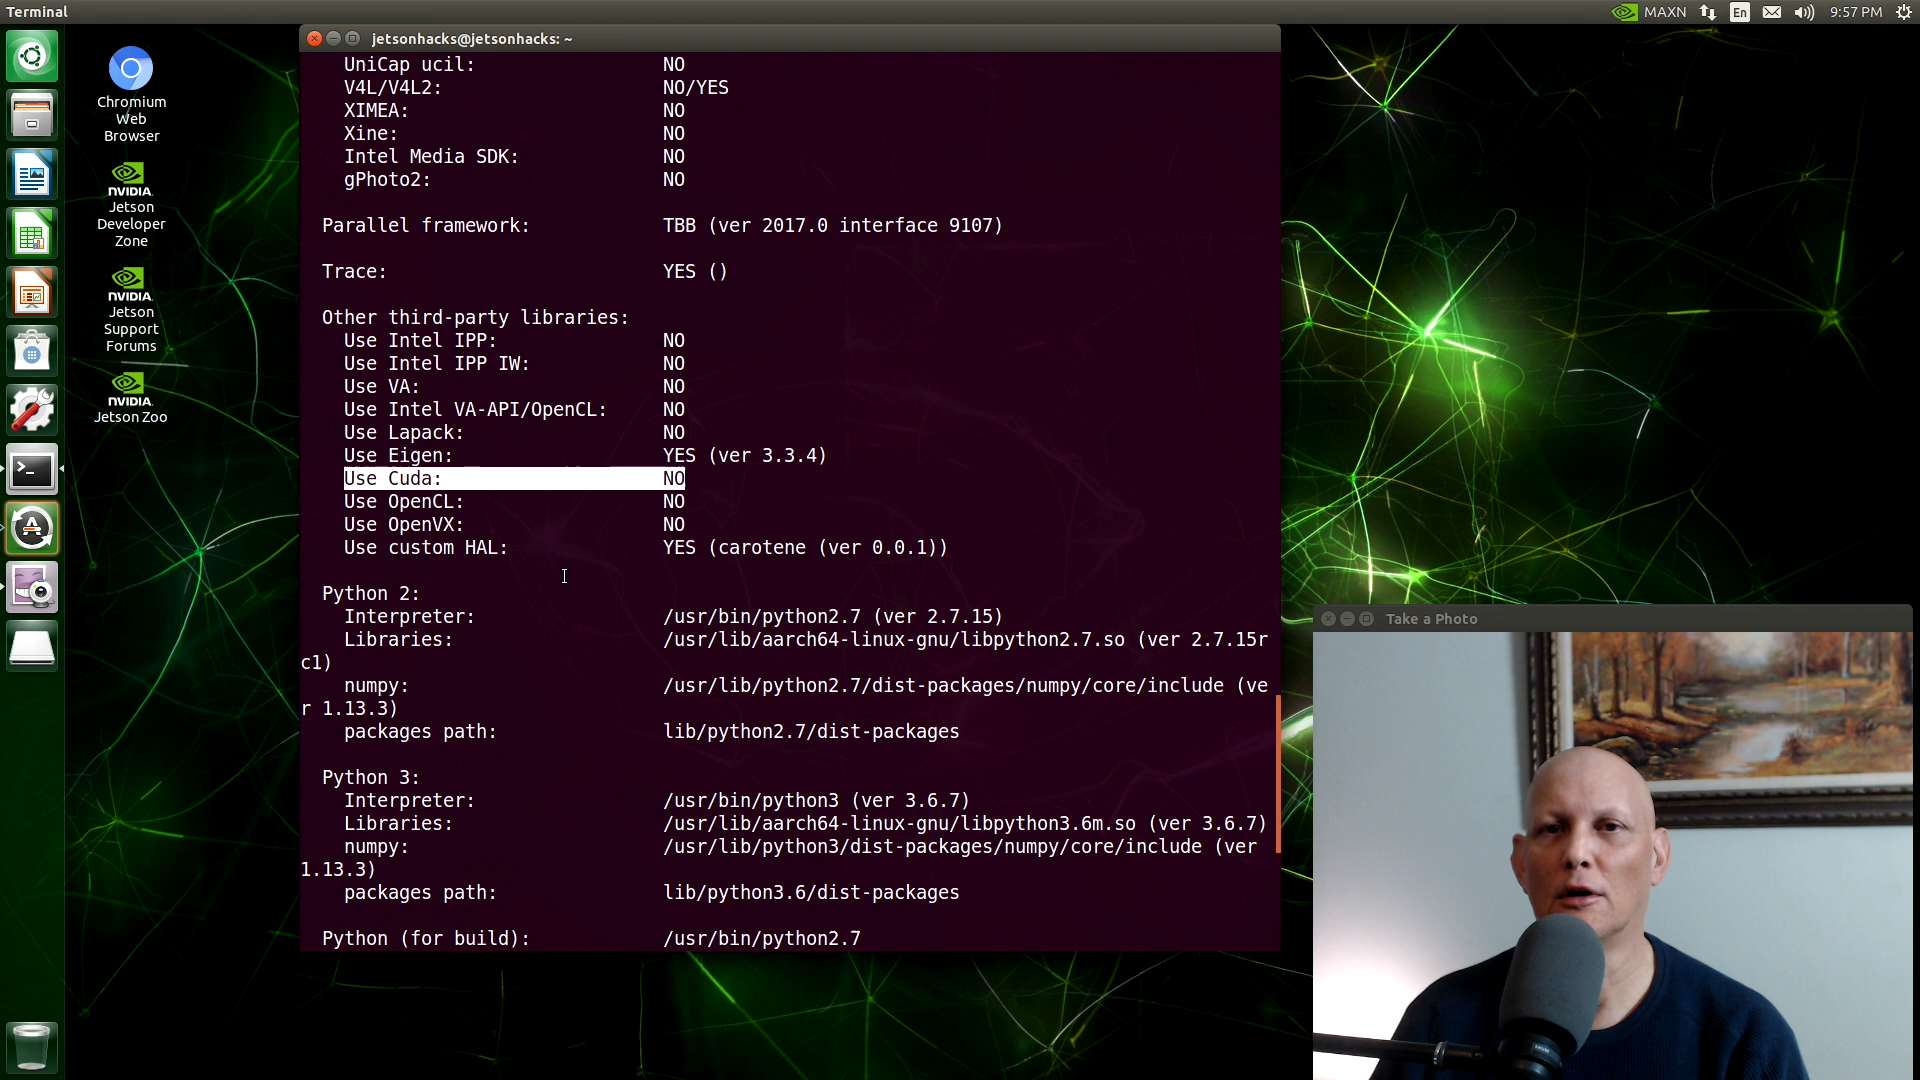 Terminal
MAXN
En
9:57 PM
jetsonhacks@jetsonhacks: ~
Chromium
Web
Browser
NVIDIA.
Jetson
Developer
Zone
NVIDIA.
Jetson
Support
Forums
NVIDIA.
Jetson Zoo
UniCap ucil: NO
V4L/V4L2: NO/YES
XIMEA: NO
Xine: NO
Intel Media SDK: NO
gPhoto2: NO
Parallel framework: TBB (ver 2017.0 interface 9107)
Trace: YES ()
Other third-party libraries:
Use Intel IPP: NO
Use Intel IPP IW: NO
Use VA: NO
Use Intel VA-API/OpenCL: NO
Use Lapack: NO
Use Eigen: YES (ver 3.3.4)
Use Cuda: NO
Use OpenCL: NO
Use OpenVX: NO
Use custom HAL: YES (carotene (ver 0.0.1))
Python 2:
Interpreter: /usr/bin/python2.7 (ver 2.7.15)
Libraries: /usr/lib/aarch64-linux-gnu/libpython2.7.so (ver 2.7.15r
c1)
numpy: /usr/lib/python2.7/dist-packages/numpy/core/include (ve
r 1.13.3)
packages path: lib/python2.7/dist-packages
Python 3:
Interpreter: /usr/bin/python3 (ver 3.6.7)
Libraries: /usr/lib/aarch64-linux-gnu/libpython3.6m.so (ver 3.6.7)
numpy: /usr/lib/python3/dist-packages/numpy/core/include (ver
1.13.3)
packages path: lib/python3.6/dist-packages
Python (for build): /usr/bin/python2.7
Take a Photo